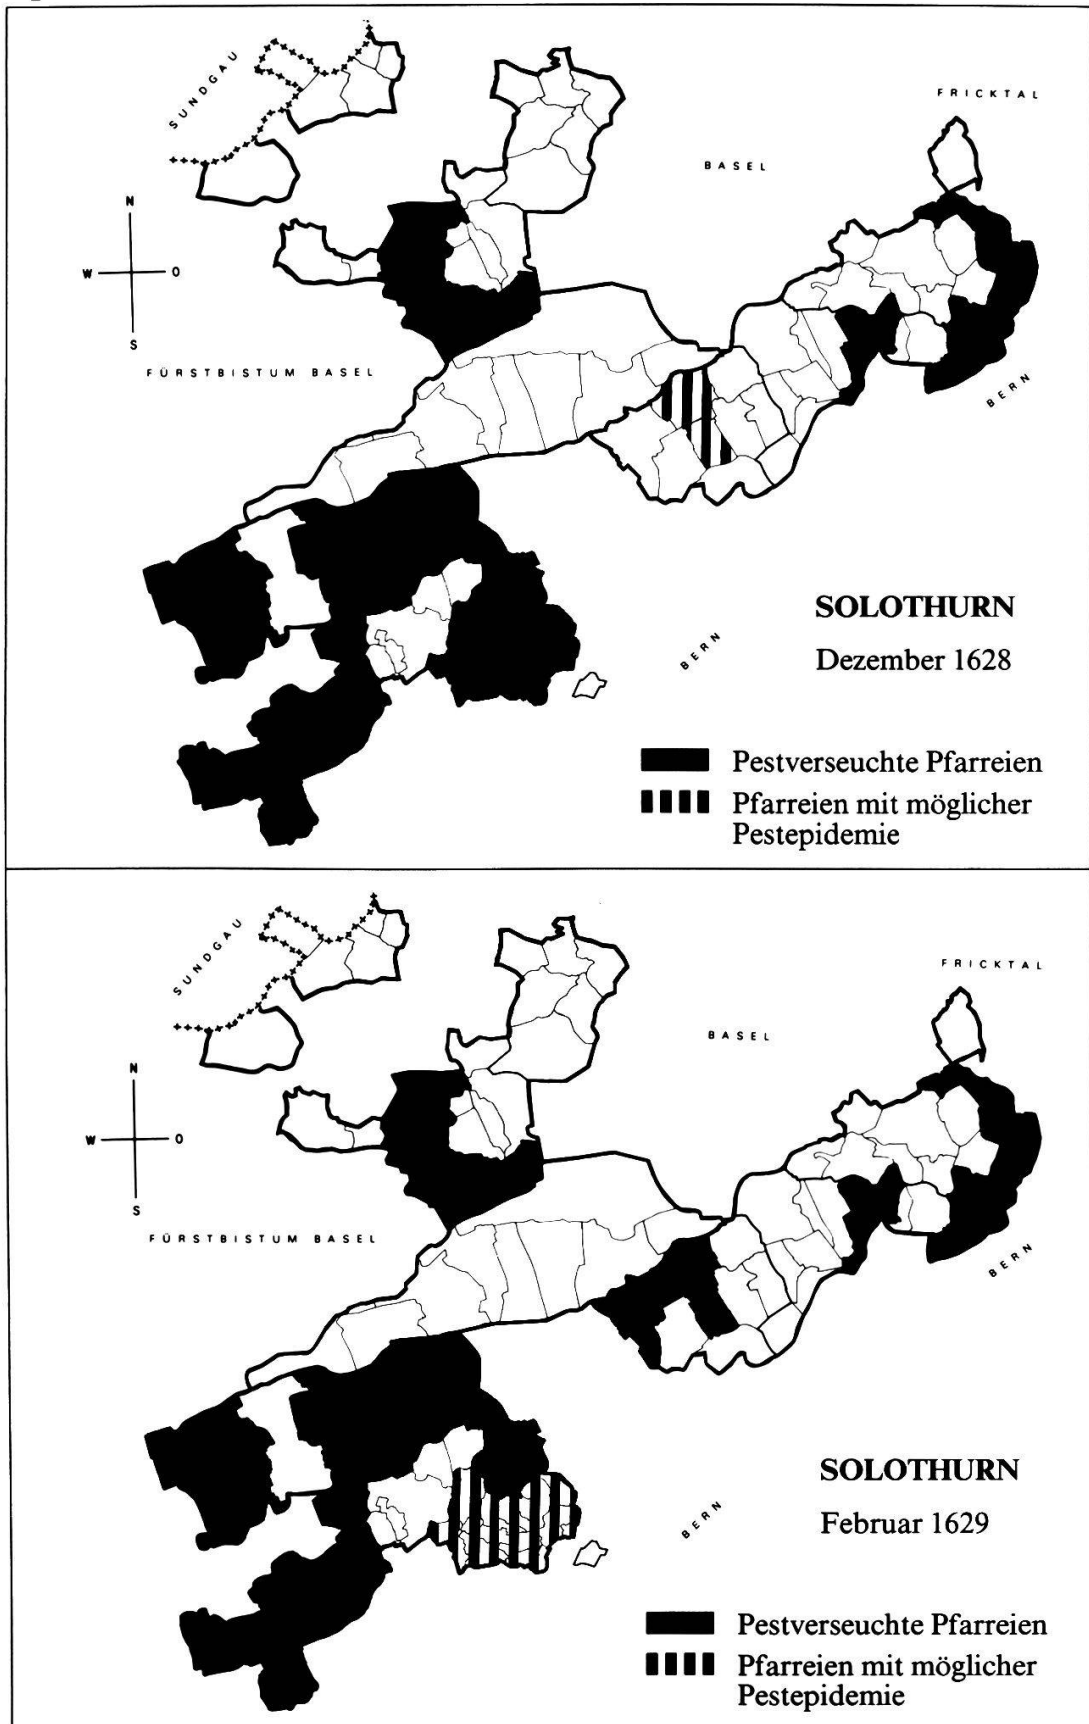 SUNDGAU
FRICKTAL
BASEL
N
W
O
S
FÜRSTBISTUM BASEL
BERN
BERN
SOLOTHURN
Dezember 1628
Pestverseuchte Pfarreien
Pfarreien mit möglicher
Pestepidemie
SUNDGAU
FRICKTAL
BASEL
N
W
O
S
FÜRSTBISTUM BASEL
BERN
BERN
SOLOTHURN
Februar 1629
Pestverseuchte Pfarreien
Pfarreien mit möglicher
Pestepidemie